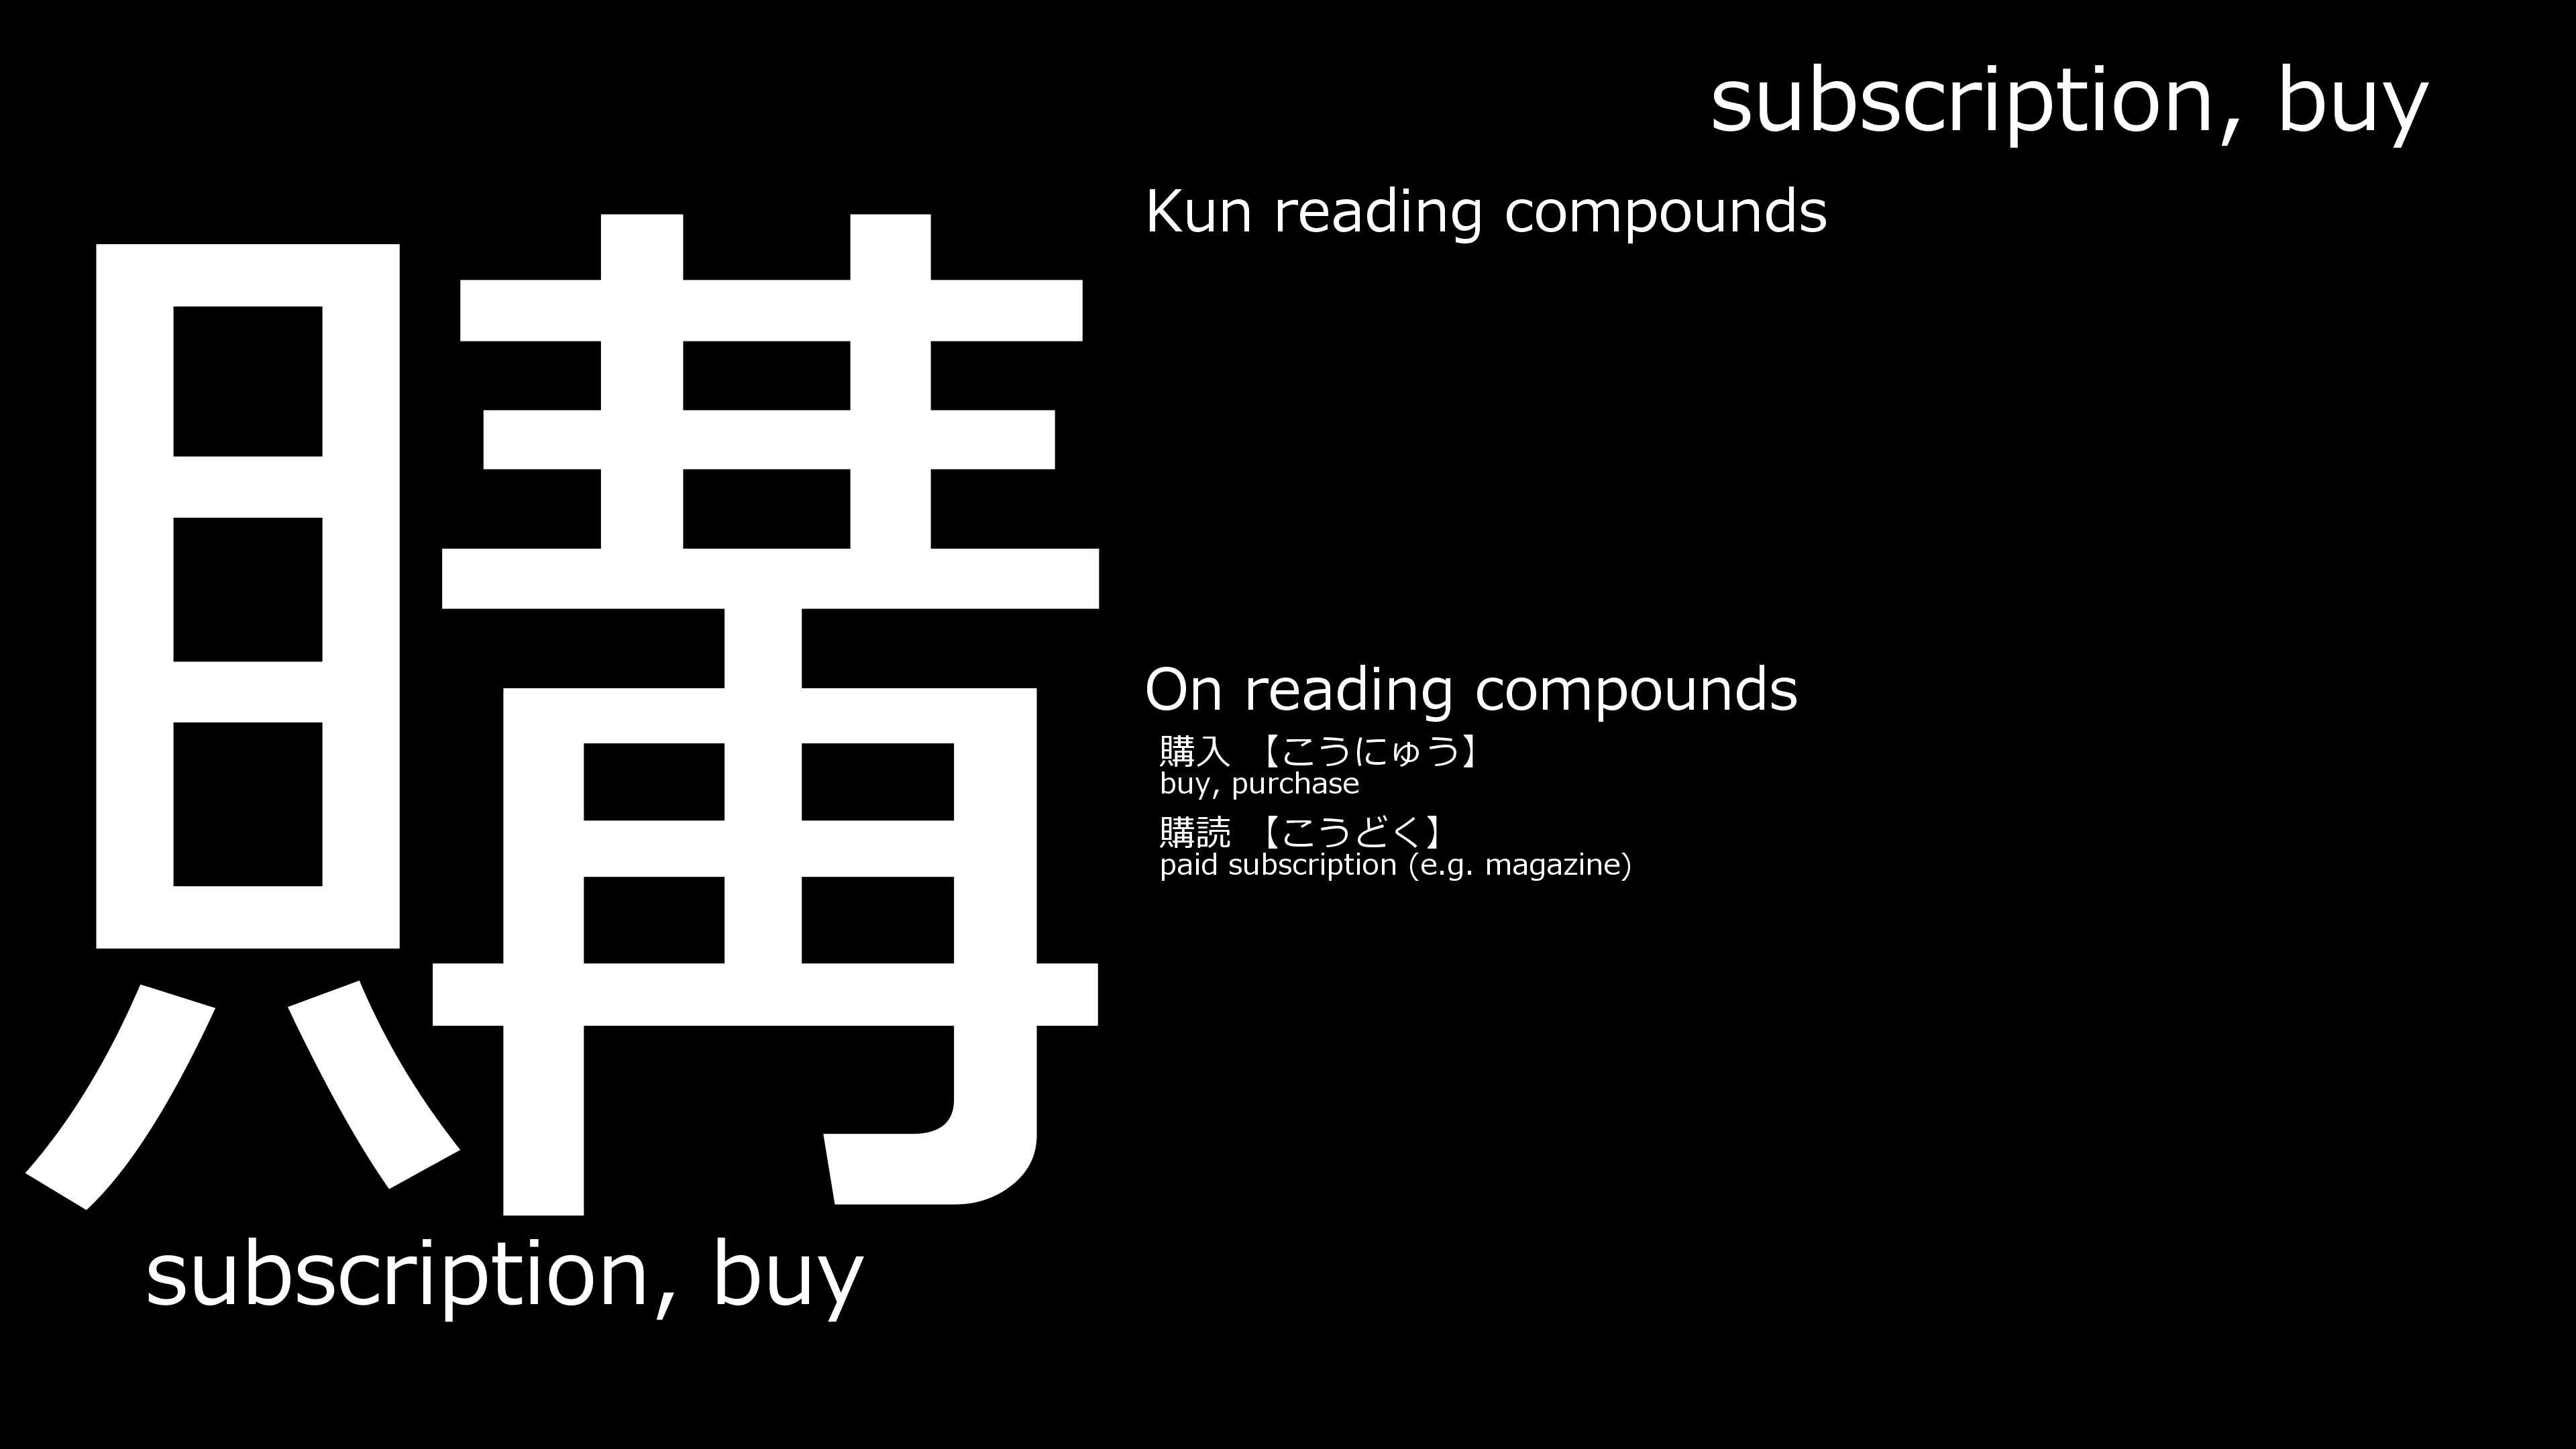 subscription, buy
購
subscription, buy
Kun reading compounds
On reading compounds
購入 【こうにゅう】
buy, purchase
購読 【こうどく】
paid subscription (e.g. magazine)